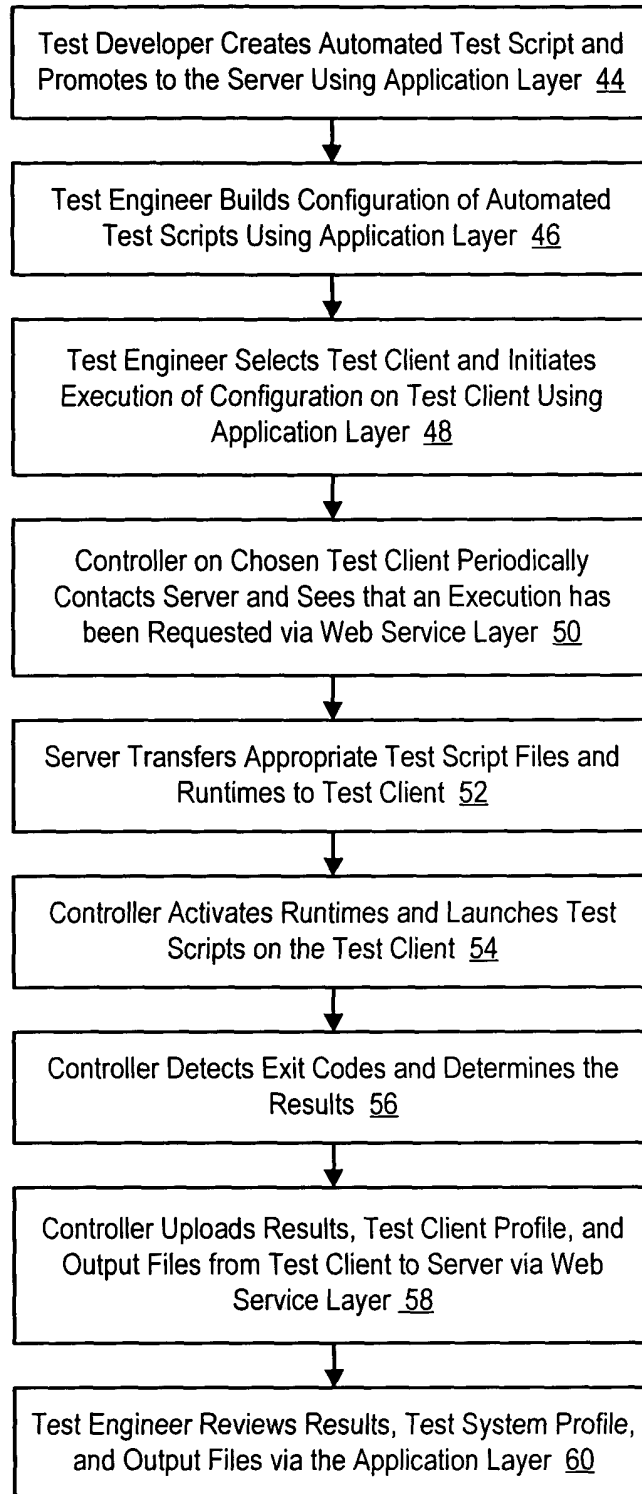 Test Developer Creates Automated Test Script and
Promotes to the Server Using Application Layer 44
Test Engineer Builds Configuration of Automated
Test Scripts Using Application Layer 46
Test Engineer Selects Test Client and Initiates
Execution of Configuration on Test Client Using
Application Layer 48
Controller on Chosen Test Client Periodically
Contacts Server and Sees that an Execution has
been Requested via Web Service Layer 50
Server Transfers Appropriate Test Script Files and
Runtimes to Test Client 52
Controller Activates Runtimes and Launches Test
Scripts on the Test Client 54
Controller Detects Exit Codes and Determines the
Results 56
Controller Uploads Results, Test Client Profile, and
Output Files from Test Client to Server via Web
Service Layer 58
Test Engineer Reviews Results, Test System Profile,
and Output Files via the Application Layer 60